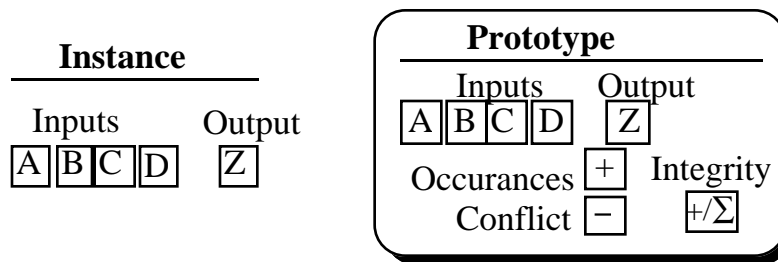 Instance
Inputs Output
A B C D Z
Prototype
Inputs Output
A B C D Z
Occurances + Integrity
Conflict − +/Σ